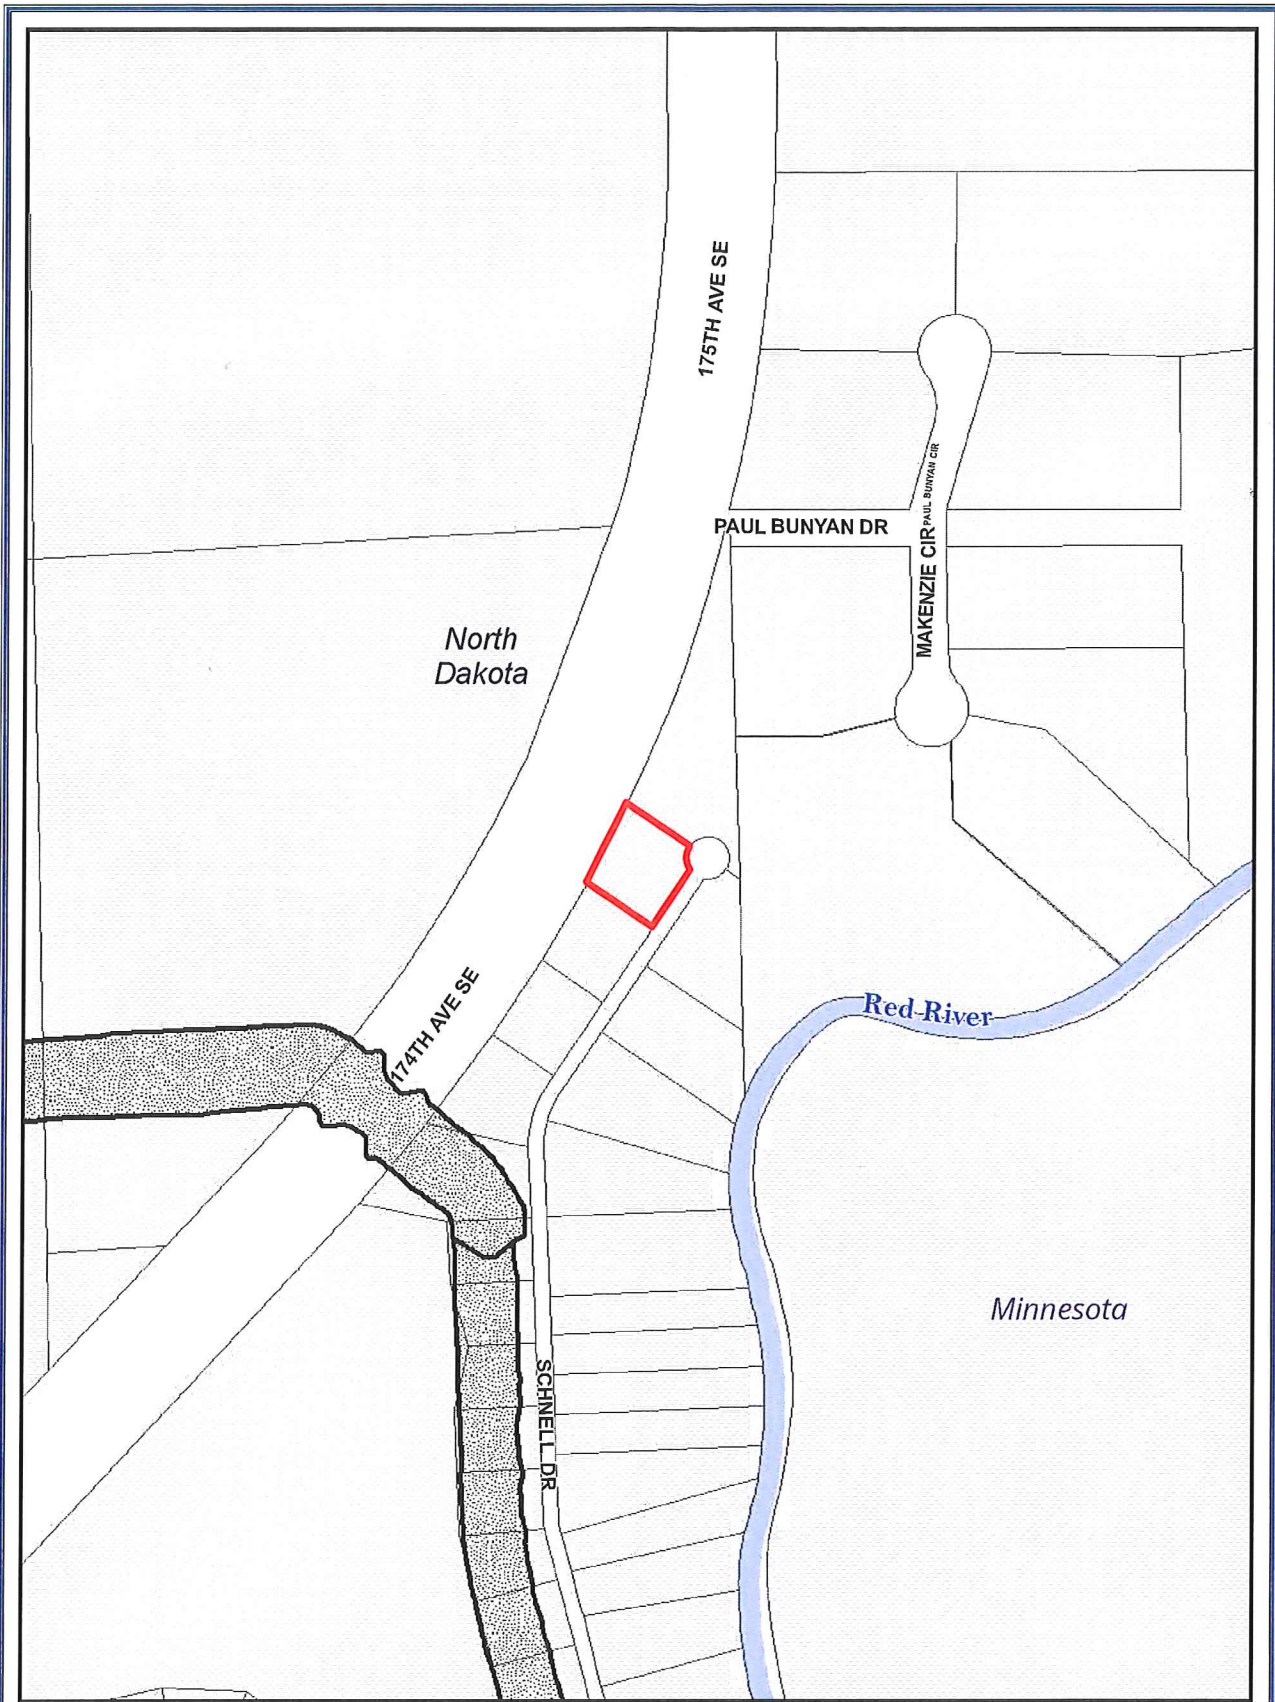 175TH AVE SE
PAUL BUNYAN CIR
PAUL BUNYAN DR
MAKENZIE CIR
North
Dakota
174TH AVE SE
Red River
Minnesota
SCHNELL DR